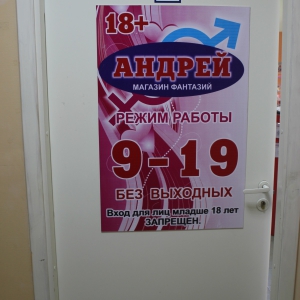 18+
АНДРЕЙ
МАГАЗИН ФАНТАЗИЙ
РЕЖИМ РАБОТЫ
9-19
БЕЗ ВЫХОДНЫХ
Вход для лиц младше 18 лет
ЗАПРЕЩЕН.